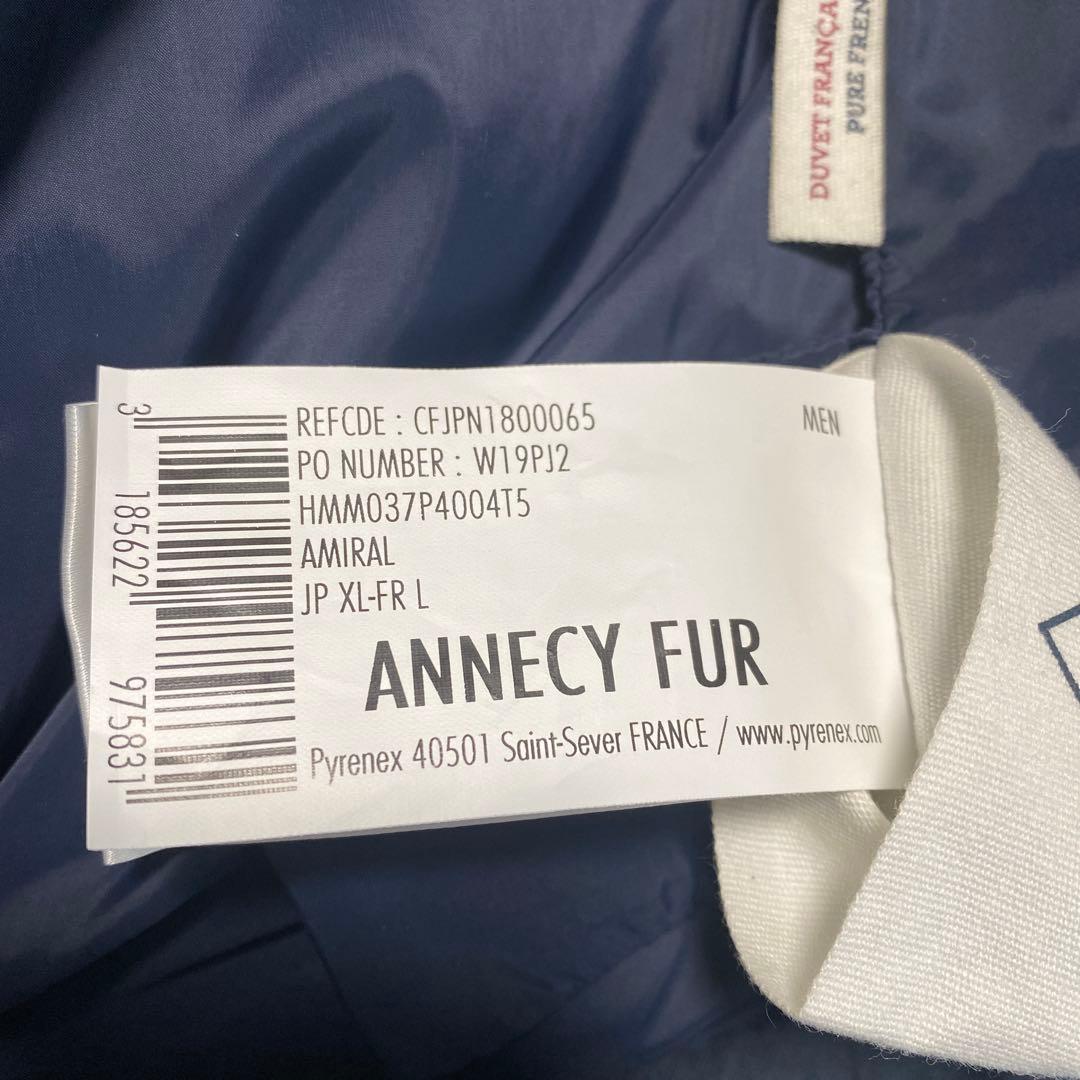 DUVET FRANÇA
PURE FREN
REFCDE : CFJPN1800065
MEN
PO NUMBER : W19PJ2
HMM037P4004T5
AMIRAL
JP XL-FR L
ANNECY FUR
Pyrenex 40501 Saint-Sever FRANCE / www.pyrenex.com
3 185622 975831